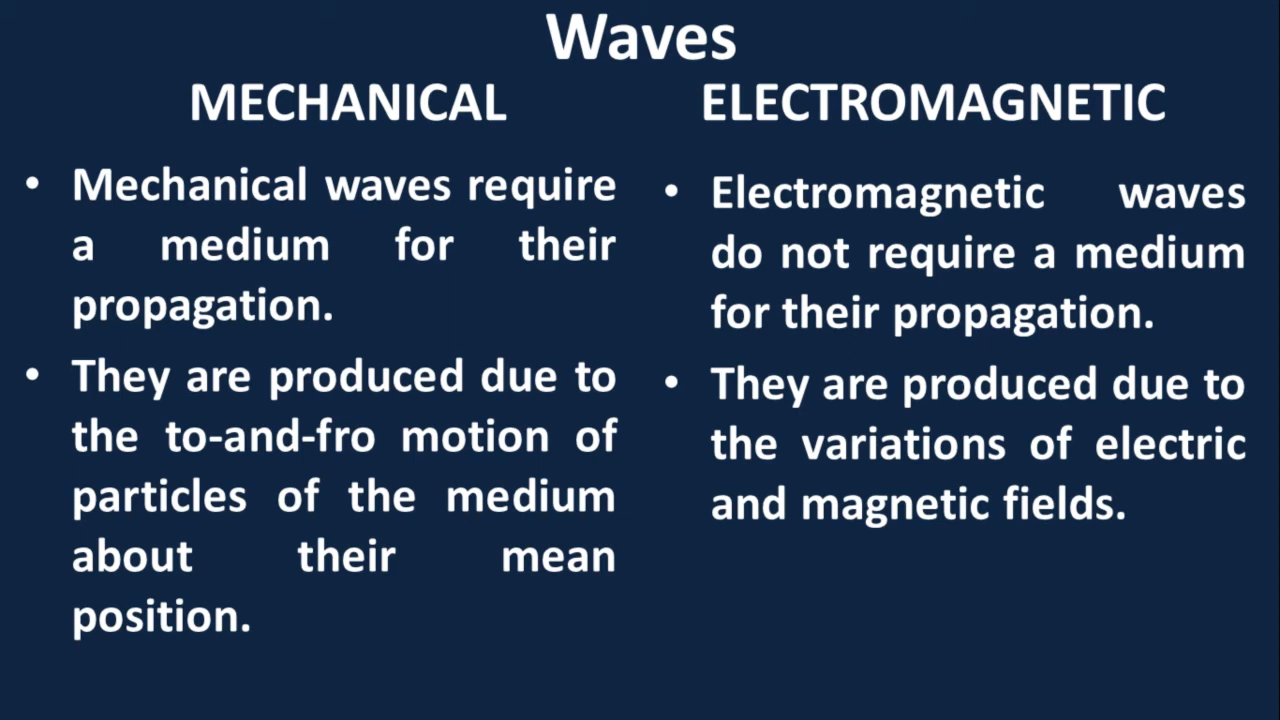 Waves
MECHANICAL
• Mechanical waves require
a medium for their
propagation.
• They are produced due to
the to-and-fro motion of
particles of the medium
about their mean
position.
ELECTROMAGNETIC
• Electromagnetic waves
do not require a medium
for their propagation.
• They are produced due to
the variations of electric
and magnetic fields.